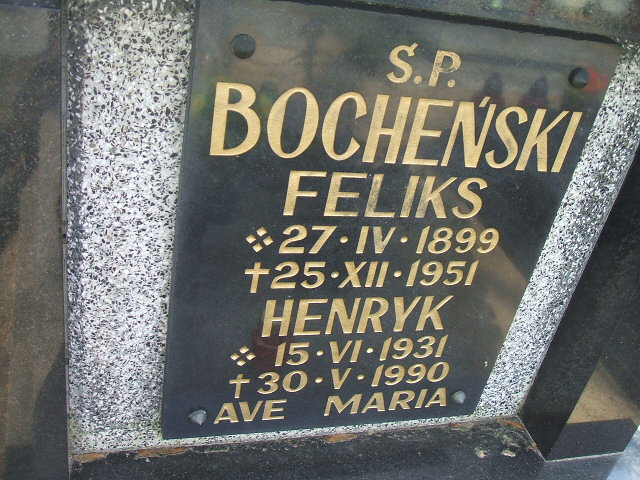 Ś.P.
BOCHEŃSKI
FELIKS
27·IV·1899
†25·XII·1951
HENRYK
15·VI·1931
†30·V·1990
AVE MARIA